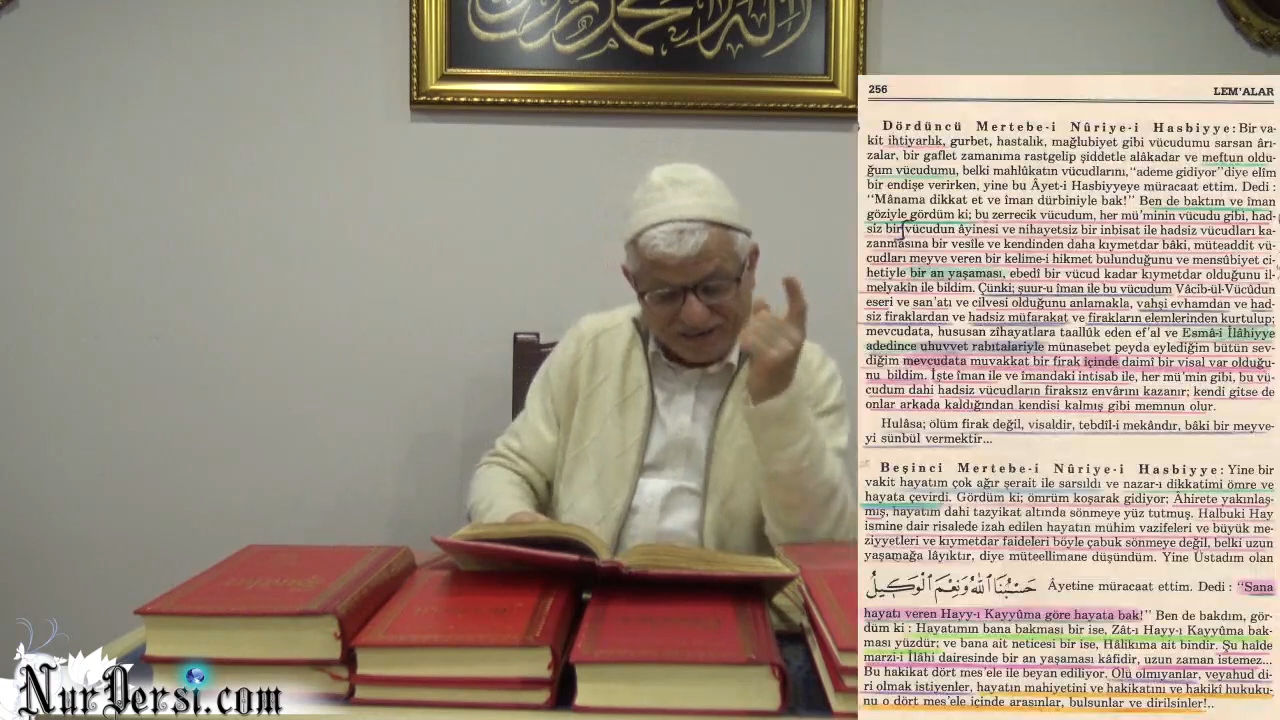 256 LEM'ALAR
Dördüncü Mertebe-i Nûriye-i Hasbiyye: Bir va-
kit ihtiyarlık, gurbet, hastalık, mağlubiyet gibi vücudumu sarsan ârı-
zalar, bir gaflet zamanıma rastgelip şiddetle alâkadar ve meftun oldu-
ğum vücudumu, belki mahlûkatın vücudlarını, "ademe gidiyor" diye elîm
bir endişe verirken, yine bu Âyet-i Hasbiyyeye müracaat ettim. Dedi :
"Mânama dikkat et ve iman dürbiniyle bak!" Ben de baktım ve îman
göziyle gördüm ki; bu zerrecik vücudum, her mü'minin vücudu gibi, had-
siz bir vücudun âyinesi ve nihayetsiz bir inbisat ile hadsiz vücudları ka-
zanmasına bir vesîle ve kendinden daha kıymetdar bâki, müteaddit vü-
cudları meyve veren bir kelime-i hikmet bulunduğunu ve mensûbiyet ci-
hetiyle bir an yaşaması, ebedî bir vücud kadar kıymetdar olduğunu il-
melyakîn ile bildim. Çünki; şuur-u îman ile bu vücudum Vâcib-ül-Vücûdun
eseri ve san'atı ve cilvesi olduğunu anlamakla, vahşi evhamdan ve had-
siz firaklardan ve hadsiz müfarakat ve firakların elemlerinden kurtulup;
mevcudata, hususan zîhayatlara taallûk eden ef'al ve Esmâ-i İlâhiyye
adedince uhuvvet rabıtalariyle münasebet peyda eylediğim bütün sev-
diğim mevcudata muvakkat bir firak içinde daimî bir visal var olduğu-
nu bildim. İşte îman ile ve îmandaki intisab ile, her mü'min gibi, bu vü-
cudum dahi hadsiz vücudların firaksız envârını kazanır; kendi gitse de
onlar arkada kaldığından kendisi kalmış gibi memnun olur.
Hulâsa; ölüm firak değil, visaldir, tebdîl-i mekândır, bâki bir meyve-
yi sünbül vermektir...
Beşinci Mertebe-i Nûriye-i Hasbiyye: Yine bir
vakit hayatım çok ağır şerait ile sarsıldı ve nazar-ı dikkatimi ömre ve
hayata çevirdi. Gördüm ki; ömrüm koşarak gidiyor; Âhirete yakınlaş-
mış, hayatım dahi tazyikat altında sönmeye yüz tutmuş. Halbuki Hay
ismine dair risalede izah edilen hayatın mühim vazifeleri ve büyük me-
ziyyetleri ve kıymetdar faideleri böyle çabuk sönmeye değil, belki uzun
yaşamağa lâyıktır, diye müteellimane düşündüm. Yine Üstadım olan
حَسْبُنَا اللّٰهُ وَنِعْمَ الْوَكِيلُ Âyetine müracaat ettim. Dedi : "Sana
hayatı veren Hayy-ı Kayyûma göre hayata bak!" Ben de bakdım, gör-
düm ki : Hayatımın bana bakması bir ise, Zât-ı Hayy-ı Kayyûma bak-
ması yüzdür; ve bana ait neticesi bir ise, Hâlıkıma ait bindir. Şu halde
marzî-i İlâhî dairesinde bir an yaşaması kâfidir, uzun zaman istemez...
Bu hakikat dört mes'ele ile beyan ediliyor. Ölü olmıyanlar, veyahud di-
ri olmak istiyenler, hayatın mahiyetini ve hakikatını ve hakikî hukuku-
nu o dört mes'ele içinde arasınlar, bulsunlar ve dirilsinler!..
NurDersi.com